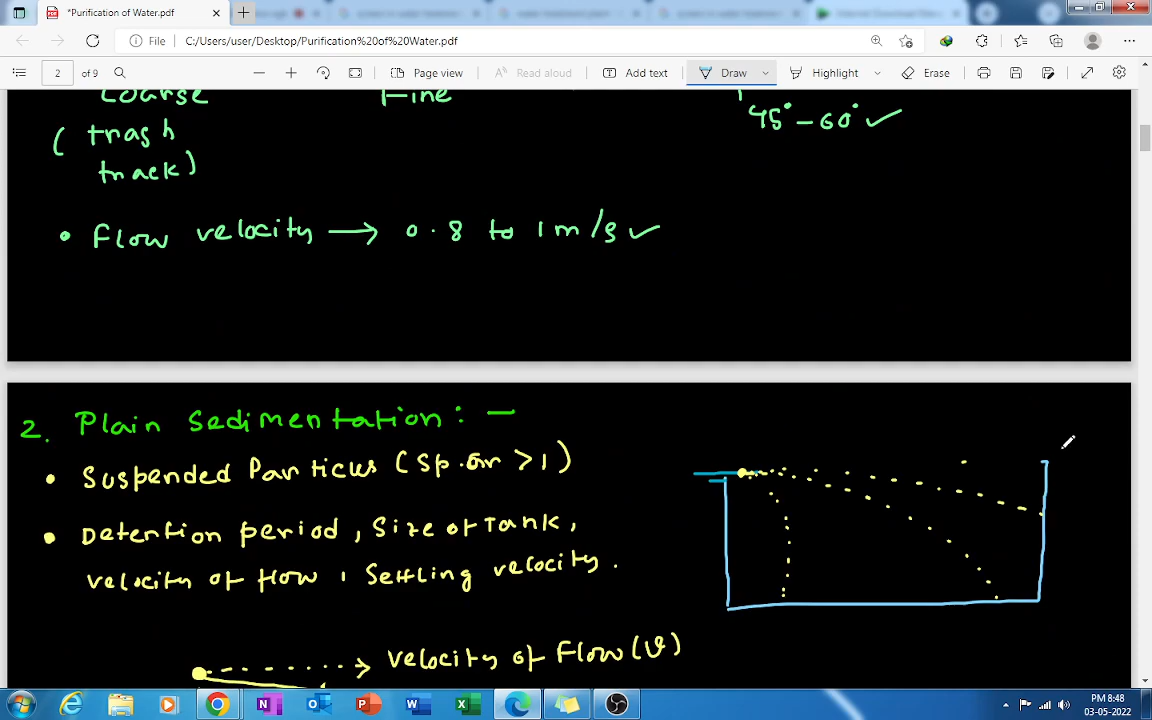 *Purification of Water.pdf
File
C:/Users/user/Desktop/Purification%20of%20Water.pdf
2
of 9
Page view
Read aloud
Add text
Draw
Highlight
Erase
Coarse
Fine
(trash
track)
45° – 60° ✓
• Flow velocity → 0.8 to 1 m/s ✓
2. Plain Sedimentation: –
• Suspended Particles (Sp.Gr > 1)
• Detention period, Size of Tank,
velocity of flow, Settling velocity.
velocity of Flow (v)
PM 8:48
03-05-2022